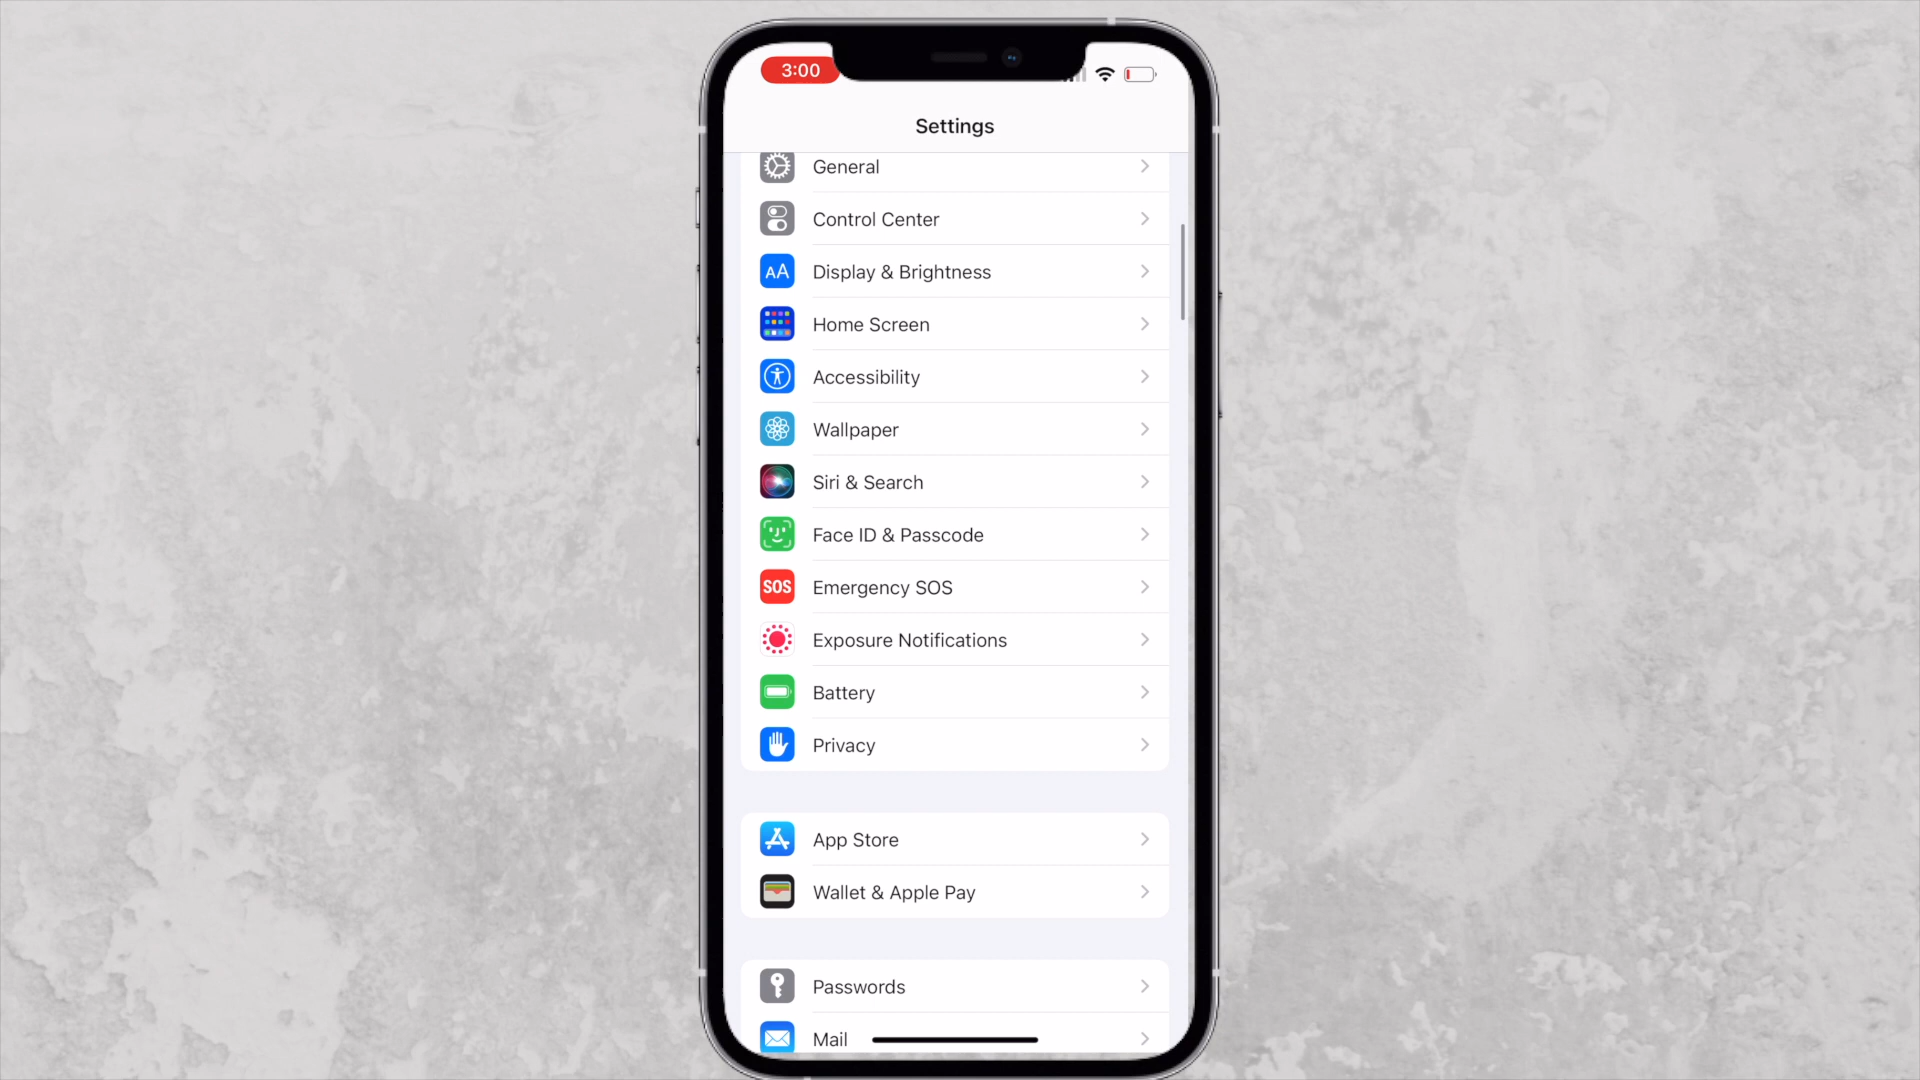 3:00
Settings
General
Control Center
AA Display & Brightness
Home Screen
Accessibility
Wallpaper
Siri & Search
Face ID & Passcode
SOS Emergency SOS
Exposure Notifications
Battery
Privacy
App Store
Wallet & Apple Pay
Passwords
Mail